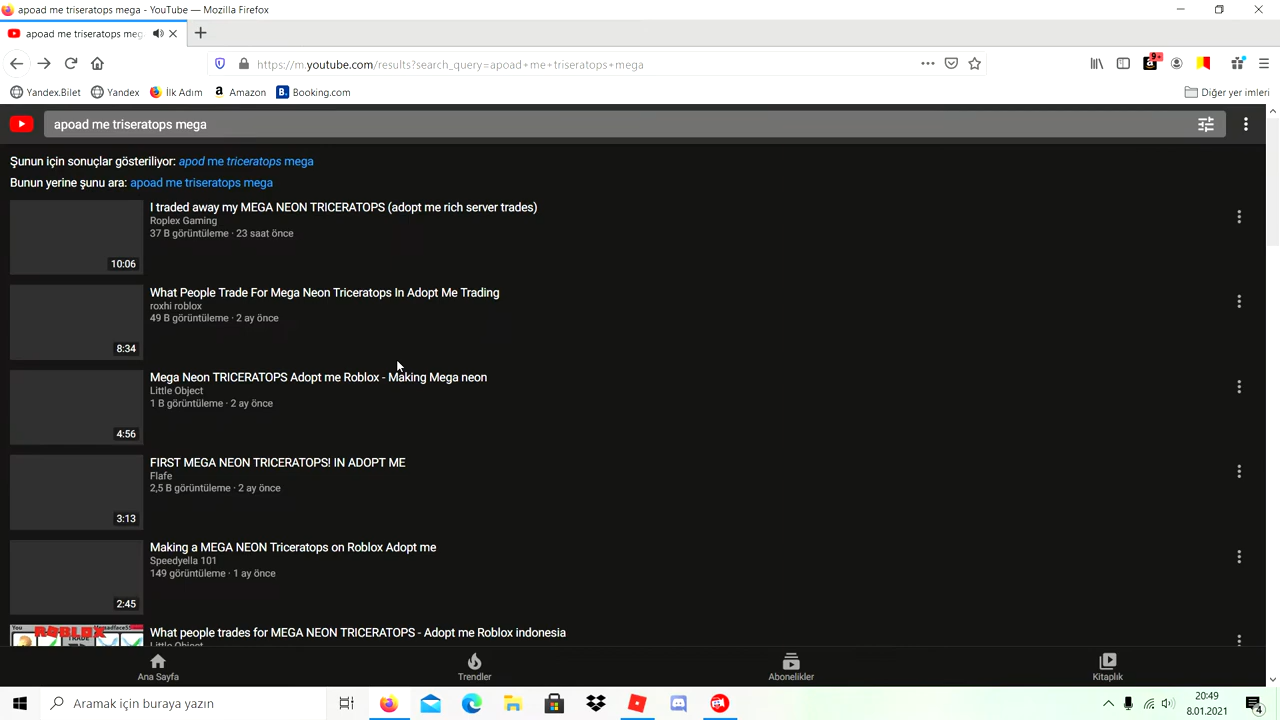 apoad me triseratops mega - YouTube — Mozilla Firefox
apoad me triseratops meg
https://m.youtube.com/results?search_query=apoad+me+triseratops+mega
9+
Yandex.Bilet
Yandex
İlk Adım
Amazon
Booking.com
Diğer yer imleri
apoad me triseratops mega
Şunun için sonuçlar gösteriliyor: apod me triceratops mega
Bunun yerine şunu ara: apoad me triseratops mega
I traded away my MEGA NEON TRICERATOPS (adopt me rich server trades)
Roplex Gaming
37 B görüntüleme · 23 saat önce
10:06
What People Trade For Mega Neon Triceratops In Adopt Me Trading
roxhi roblox
49 B görüntüleme · 2 ay önce
8:34
Mega Neon TRICERATOPS Adopt me Roblox - Making Mega neon
Little Object
1 B görüntüleme · 2 ay önce
4:56
FIRST MEGA NEON TRICERATOPS! IN ADOPT ME
Flafe
2,5 B görüntüleme · 2 ay önce
3:13
Making a MEGA NEON Triceratops on Roblox Adopt me
Speedyella 101
149 görüntüleme · 1 ay önce
2:45
You
ROBLOX
TRADE
What people trades for MEGA NEON TRICERATOPS - Adopt me Roblox indonesia
Little Object
Ana Sayfa
Trendler
Abonelikler
Kitaplık
Aramak için buraya yazın
20:49
8.01.2021
4